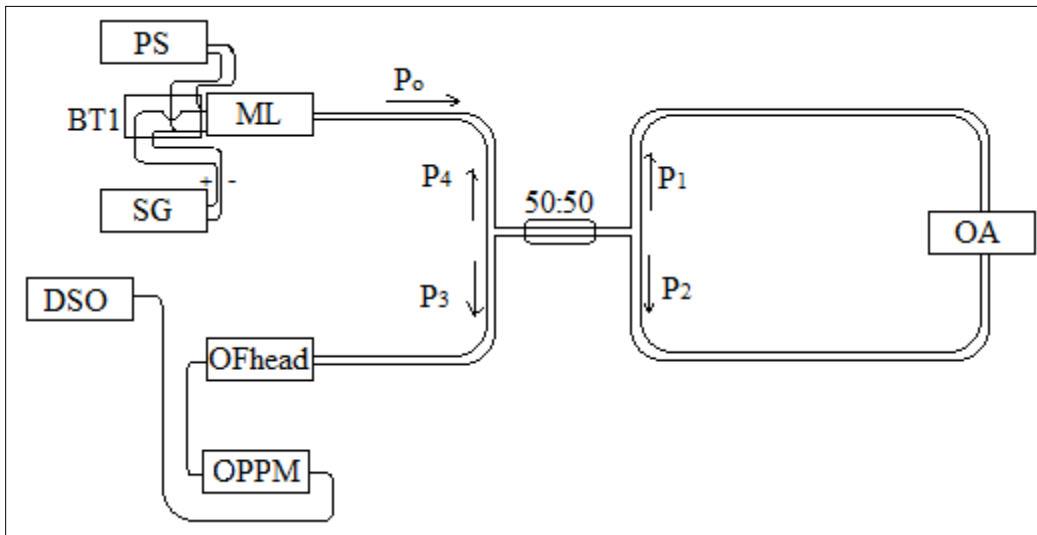 PS
Po
BT1
ML
P4
P1
50:50
+ -
SG
OA
P3
P2
DSO
OFhead
OPPM